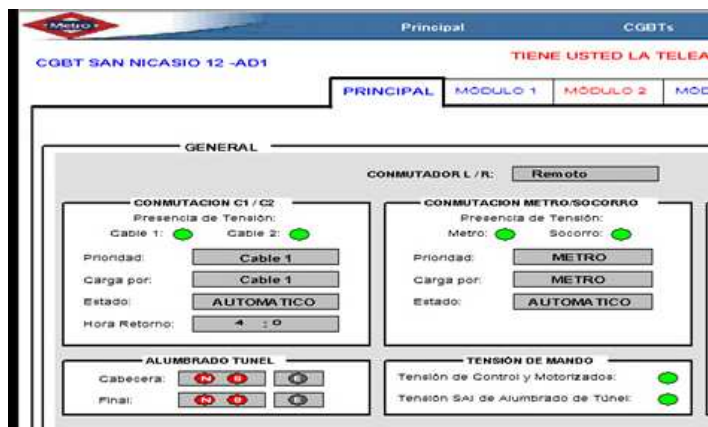 Metro
Principal CGBTs
CGBT SAN NICASIO 12 -AD1
TIENE USTED LA TELEA
PRINCIPAL MÓDULO 1 MÓDULO 2 MÓD
GENERAL
CONMUTADOR L / R: Remoto
CONMUTACION C1 / C2
Presencia de Tensión:
Cable 1: Cable 2:
Prioridad: Cable 1
Carga por: Cable 1
Estado: AUTOMATICO
Hora Retorno: 4 : 0
CONMUTACION METRO/SOCORRO
Presencia de Tensión:
Metro: Socorro:
Prioridad: METRO
Carga por: METRO
Estado: AUTOMATICO
ALUMBRADO TUNEL
Cabecera: N S
Final: N
TENSIÓN DE MANDO
Tensión de Control y Motorizados:
Tensión SAI de Alumbrado de Túnel: